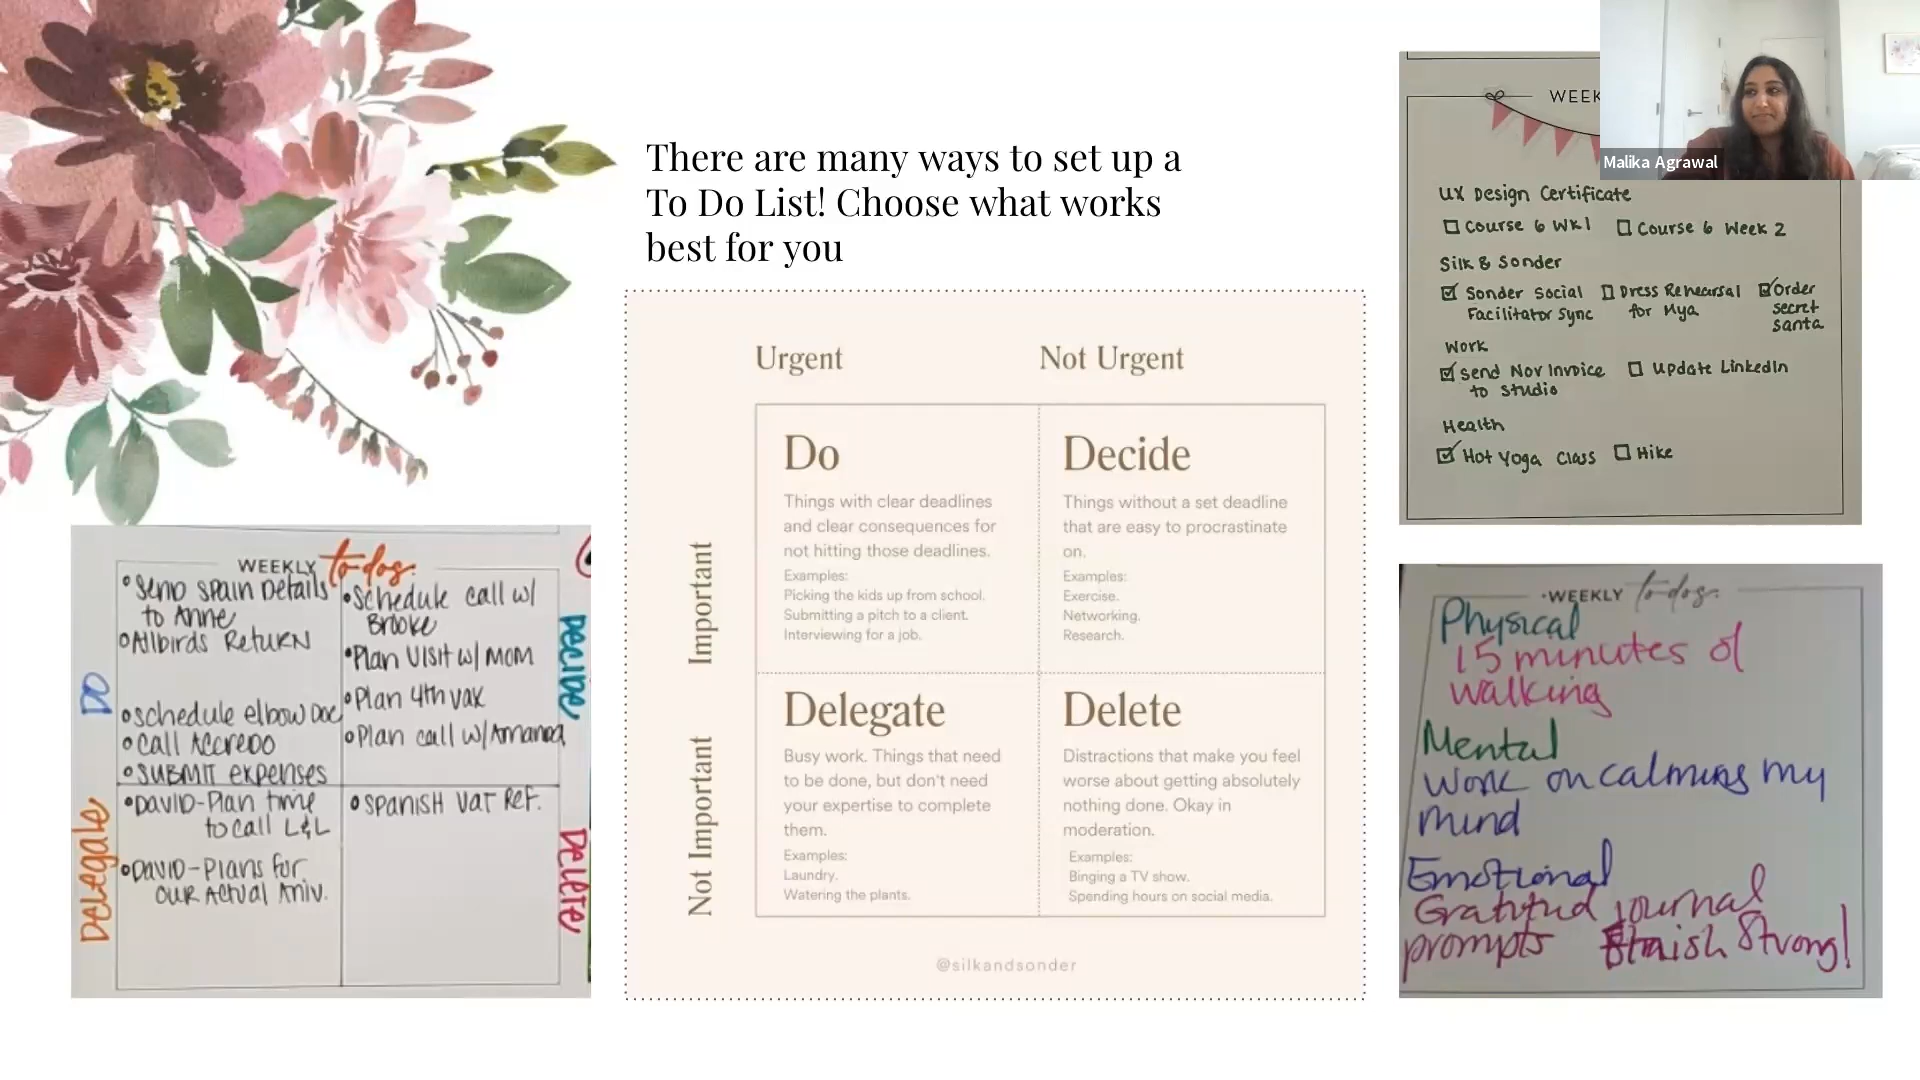 There are many ways to set up a
To Do List! Choose what works
best for you
Urgent
Not Urgent
Important
Not Important
Do
Things with clear deadlines
and clear consequences for
not hitting those deadlines.
Examples:
Picking the kids up from school.
Submitting a pitch to a client.
Interviewing for a job.
Decide
Things without a set deadline
that are easy to procrastinate
on.
Examples:
Exercise.
Networking.
Research.
Delegate
Busy work. Things that need
to be done, but don't need
your expertise to complete
them.
Examples:
Laundry.
Watering the plants.
Delete
Distractions that make you feel
worse about getting absolutely
nothing done. Okay in
moderation.
Examples:
Binging a TV show.
Spending hours on social media.
@silkandsonder
WEEKLY to-dos.
DO
Send Spain Details
to Anne
Allbirds Return
schedule elbow Doc
call Accredo
SUBMIT expenses
DECIDE
Schedule call w/
Brooke
Plan VISIT w/ MOM
Plan 4th vax
Plan call w/ Amanda
Delegate
DAVID-Plan time
to call L&L
DAVID-Plans for
our Actual Aniv.
DELETE
SPANISH VAT REF.
WEEK
Malika Agrawal
UX Design Certificate
Course 6 Wk1
Course 6 Week 2
Silk & Sonder
Sonder Social
Facilitator Sync
Dress Rehearsal
for Mya
Order
secret
santa
Work
Send Nov Invoice
to Studio
Update LinkedIn
Health
Hot Yoga Class
Hike
WEEKLY to-dos.
Physical
15 minutes of
walking
Mental
Work on calming my
mind
Emotional
Gratitud journal
prompts Finish Strong!